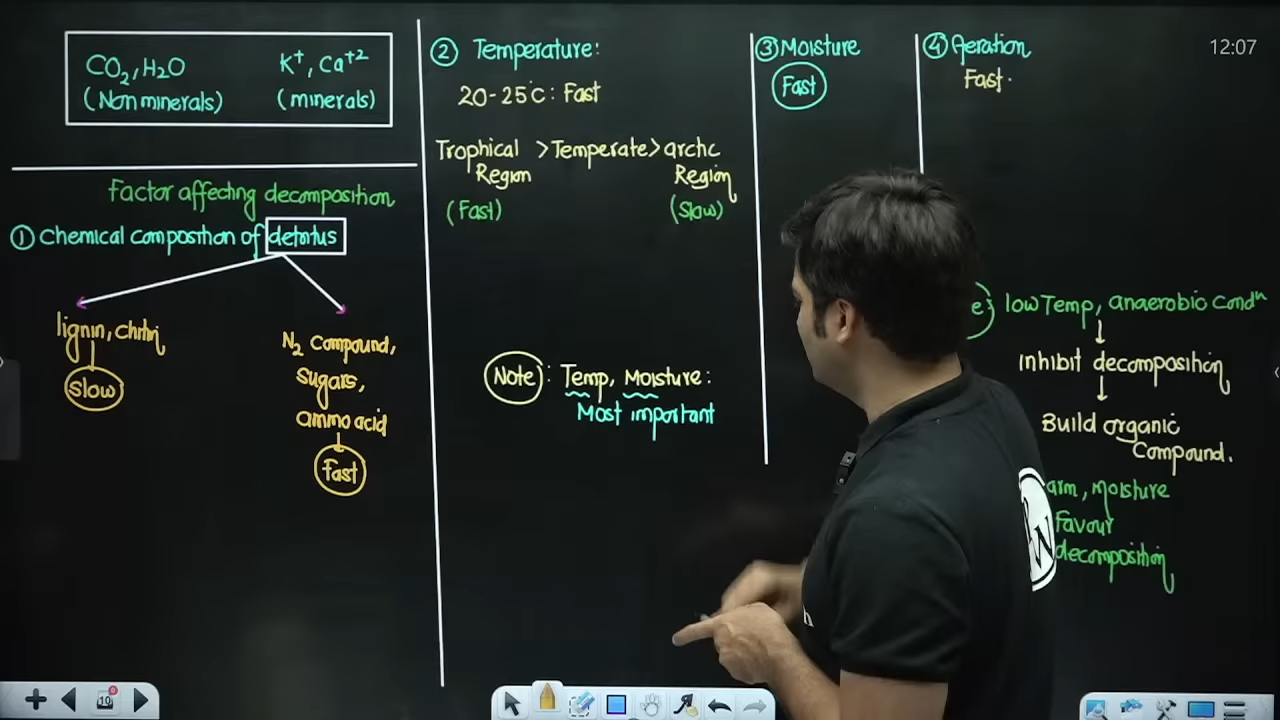 CO2, H2O
(Non minerals)
K+, Ca+2
(minerals)
Factor affecting decomposition
① Chemical composition of detritus
lignin, chitin
slow
N2 compound,
sugars,
amino acid
Fast
② Temperature:
20-25°C: Fast
Trophical > Temperate > arctic
Region
Region
(Fast)
(slow)
Note: Temp, Moisture:
Most important
③ Moisture
Fast
④ Aeration
Fast.
12:07
low Temp, anaerobic condn
Inhibit decomposition
Build organic
Compound.
arm, moisture
favour
decomposition
W
10